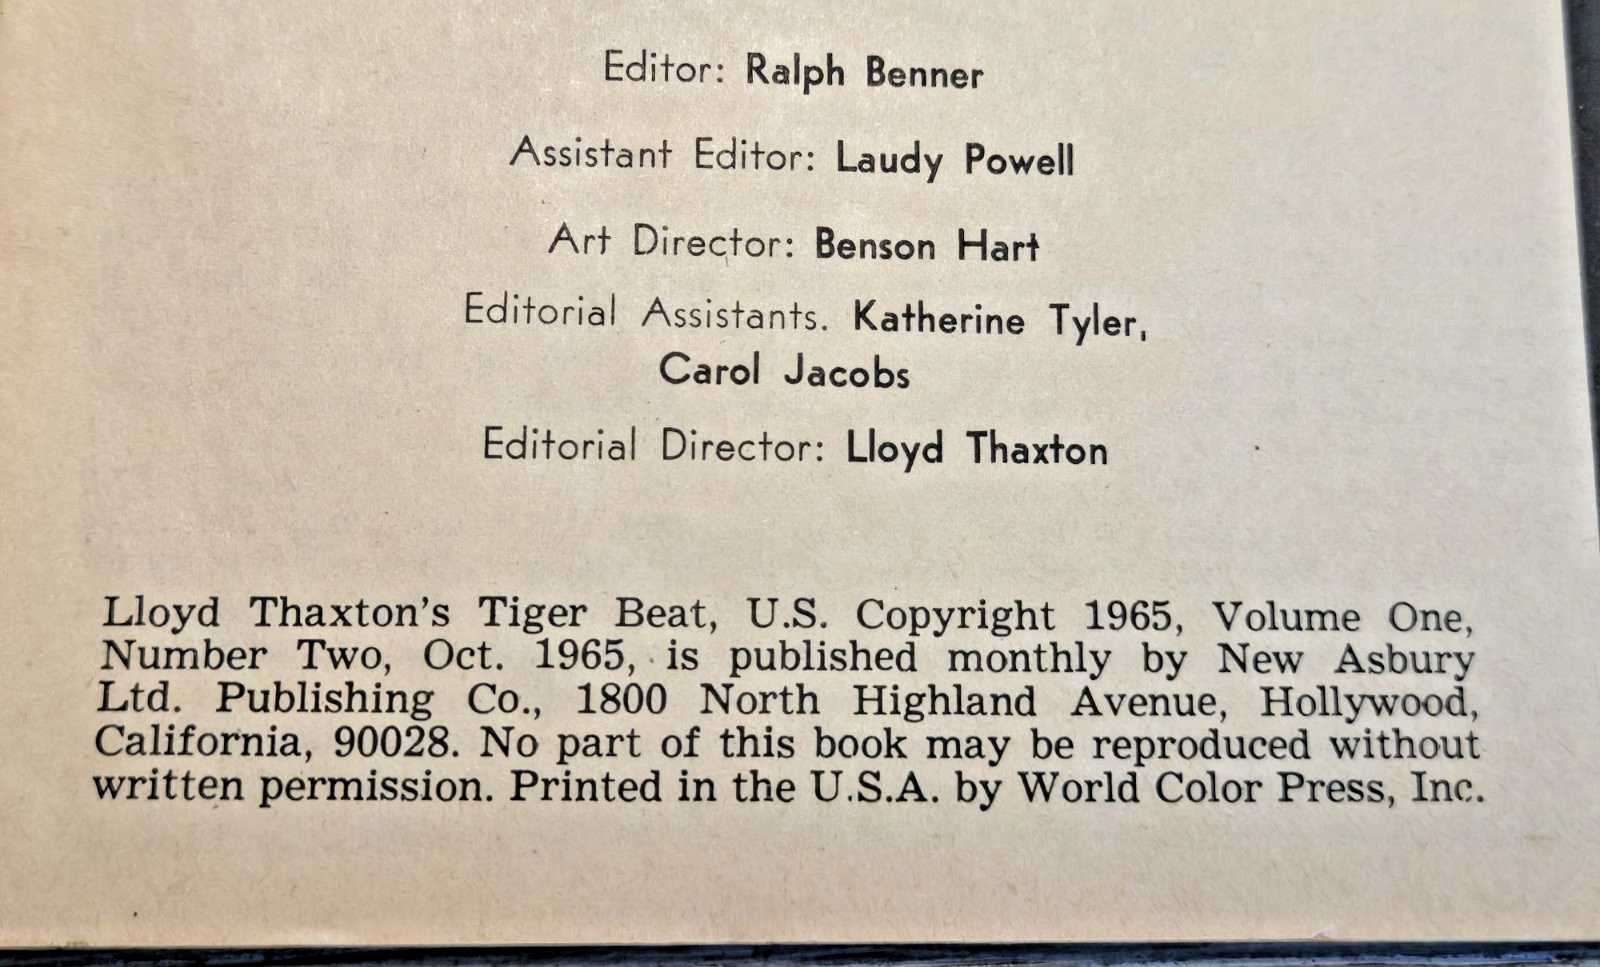 Editor: Ralph Benner
Assistant Editor: Laudy Powell
Art Director: Benson Hart
Editorial Assistants. Katherine Tyler,
Carol Jacobs
Editorial Director: Lloyd Thaxton
Lloyd Thaxton's Tiger Beat, U.S. Copyright 1965, Volume One,
Number Two, Oct. 1965, is published monthly by New Asbury
Ltd. Publishing Co., 1800 North Highland Avenue, Hollywood,
California, 90028. No part of this book may be reproduced without
written permission. Printed in the U.S.A. by World Color Press, Inc.